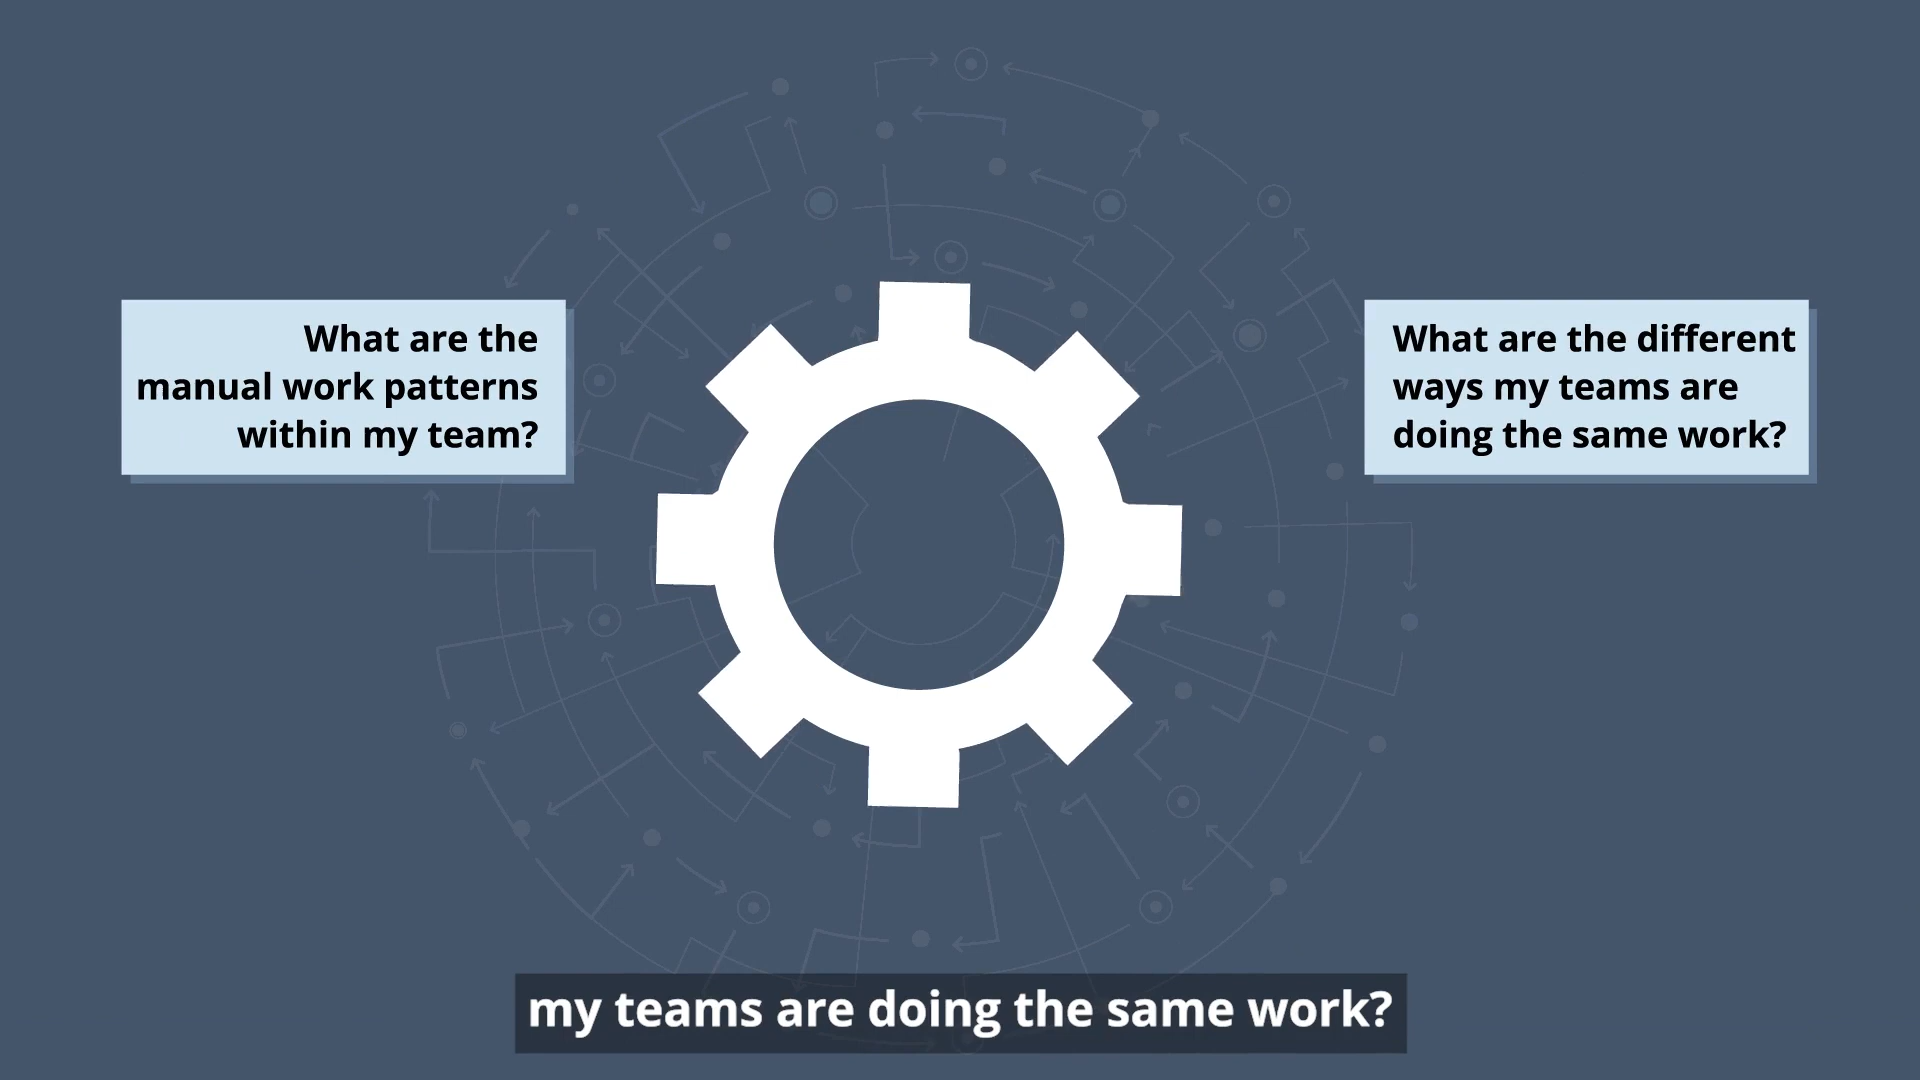 What are the
manual work patterns
within my team?
What are the different
ways my teams are
doing the same work?
my teams are doing the same work?